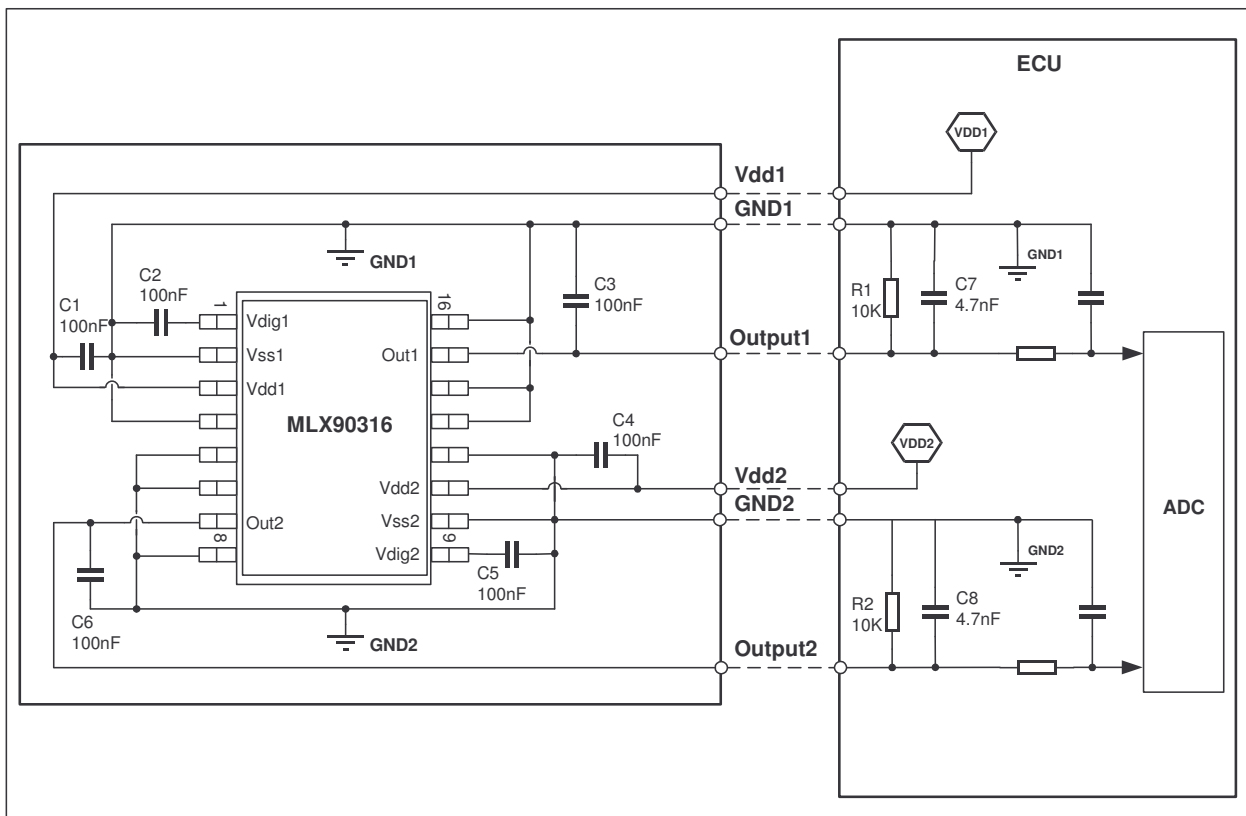 ECU
VDD1
Vdd1
GND1
GND1
GND1
C2
100nF
C1
100nF
C3
100nF
R1
10K
C7
4.7nF
1
16
Vdig1
Vss1
Out1
Vdd1
Output1
MLX90316
C4
100nF
VDD2
Vdd2
Vdd2
GND2
Out2
Vss2
ADC
8
9
Vdig2
C5
100nF
GND2
C6
100nF
GND2
R2
10K
C8
4.7nF
Output2